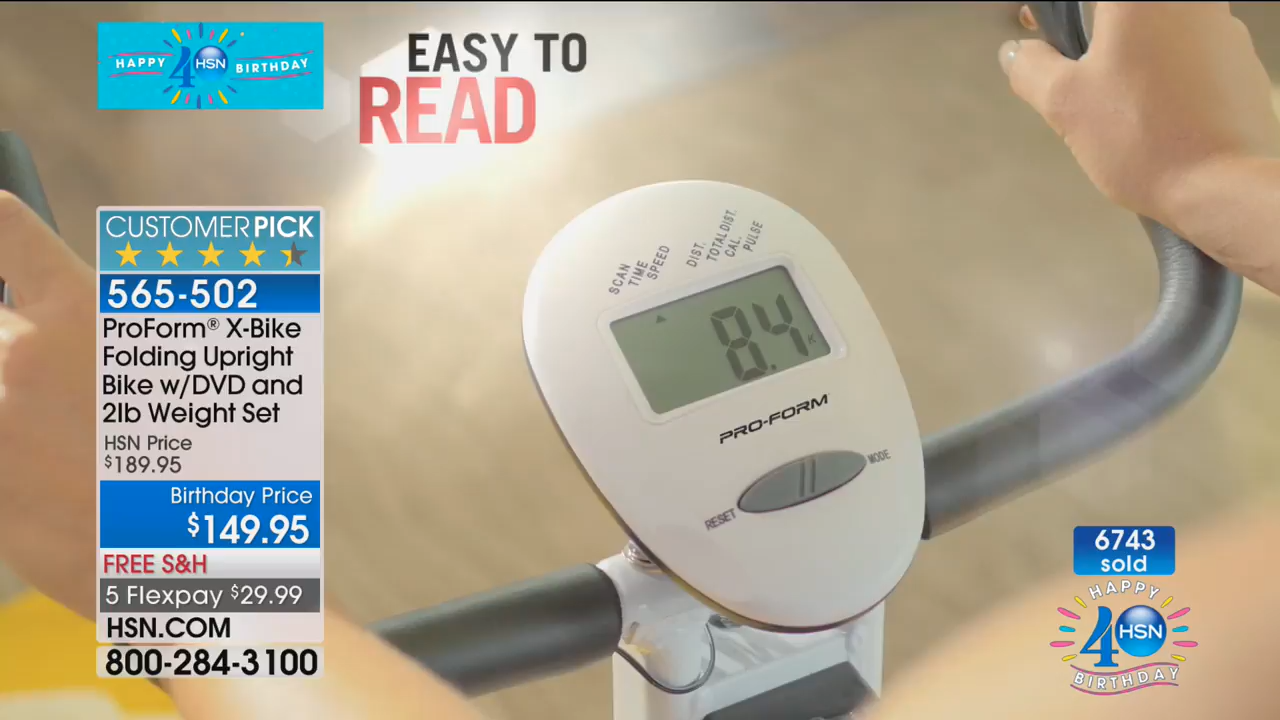 HAPPY 40 HSN BIRTHDAY
EASY TO
READ
CUSTOMER PICK
565-502
ProForm® X-Bike
Folding Upright
Bike w/DVD and
2lb Weight Set
HSN Price
$189.95
Birthday Price
$149.95
FREE S&H
5 Flexpay $29.99
HSN.COM
800-284-3100
SCAN
TIME
SPEED
DIST.
TOTAL DIST.
CAL.
PULSE
8.4 K
PRO-FORM
MODE
RESET
6743
sold
HAPPY
40 HSN
BIRTHDAY